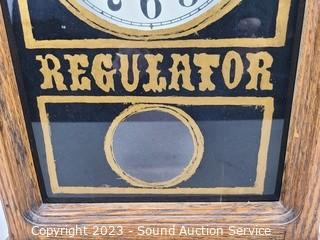 6
REGULATOR
Copyright 2023 - Sound Auction Service